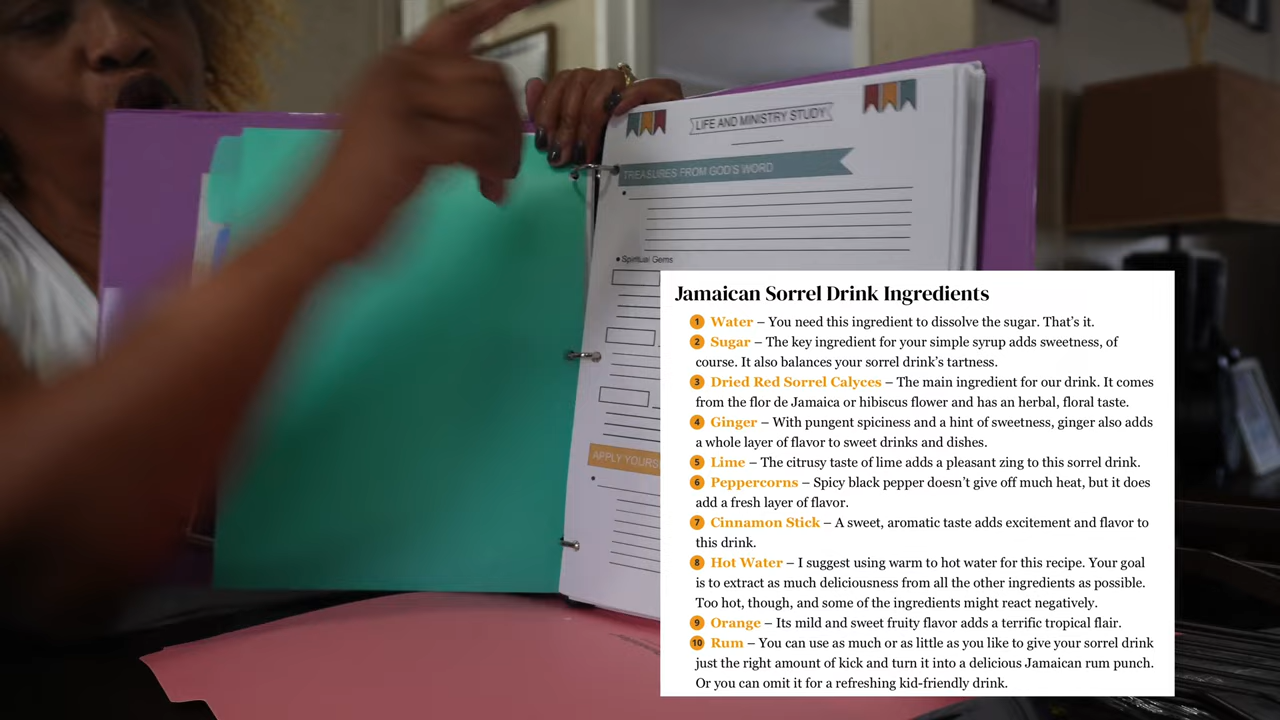 LIFE AND MINISTRY STUDY
TREASURES FROM GOD'S WORD
• Spiritual Gems
APPLY YOURS
Jamaican Sorrel Drink Ingredients
1 Water – You need this ingredient to dissolve the sugar. That's it.
2 Sugar – The key ingredient for your simple syrup adds sweetness, of
course. It also balances your sorrel drink's tartness.
3 Dried Red Sorrel Calyces – The main ingredient for our drink. It comes
from the flor de Jamaica or hibiscus flower and has an herbal, floral taste.
4 Ginger – With pungent spiciness and a hint of sweetness, ginger also adds
a whole layer of flavor to sweet drinks and dishes.
5 Lime – The citrusy taste of lime adds a pleasant zing to this sorrel drink.
6 Peppercorns – Spicy black pepper doesn't give off much heat, but it does
add a fresh layer of flavor.
7 Cinnamon Stick – A sweet, aromatic taste adds excitement and flavor to
this drink.
8 Hot Water – I suggest using warm to hot water for this recipe. Your goal
is to extract as much deliciousness from all the other ingredients as possible.
Too hot, though, and some of the ingredients might react negatively.
9 Orange – Its mild and sweet fruity flavor adds a terrific tropical flair.
10 Rum – You can use as much or as little as you like to give your sorrel drink
just the right amount of kick and turn it into a delicious Jamaican rum punch.
Or you can omit it for a refreshing kid-friendly drink.